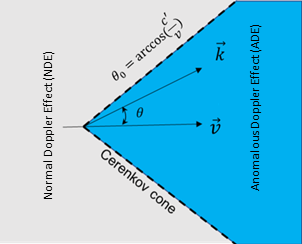 Normal Doppler Effect (NDE)
θ₀ = arccos(c′/v)
k⃗
θ
v⃗
Cerenkov cone
Anomalous Doppler Effect (ADE)